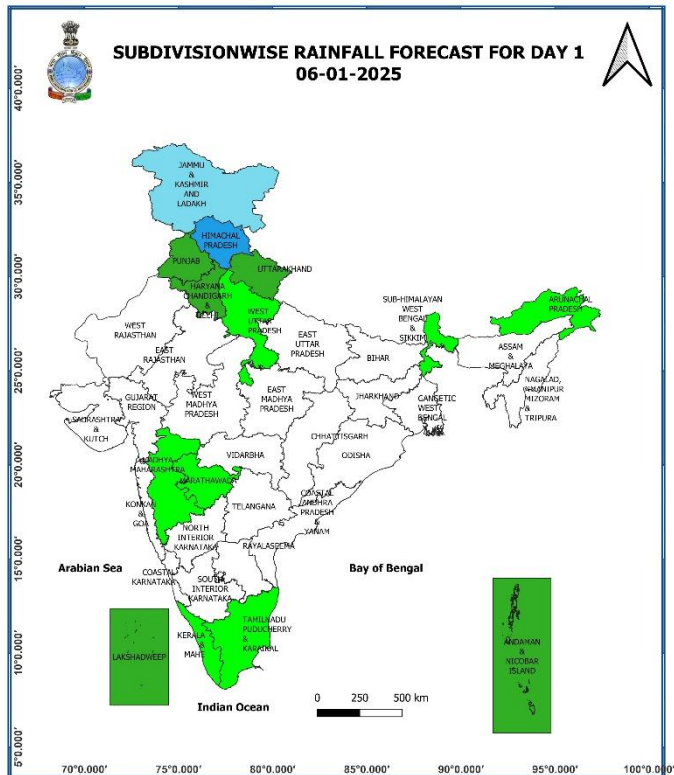 SUBDIVISIONWISE RAINFALL FORECAST FOR DAY 1
06-01-2025
40°0.000'
35°0.000'
30°0.000'
25°0.000'
20°0.000'
15°0.000'
10°0.000'
5°0.000'
JAMMU
&
KASHMIR
AND
LADAKH
HIMACHAL
PRADESH
PUNJAB
UTTARAKHAND
HARYANA
CHANDIGARH
&
DELHI
WEST
UTTAR
PRADESH
EAST
UTTAR
PRADESH
WEST
RAJASTHAN
EAST
RAJASTHAN
SUB-HIMALAYAN
WEST
BENGAL
&
SIKKIM
ARUNACHAL
PRADESH
ASSAM
&
MEGHALAYA
NAGALAD
MANIPUR
MIZORAM
&
TRIPURA
BIHAR
JHARKHAND
GANGETIC
WEST
BENGAL
GUJARAT
REGION
SAURASHTRA
&
KUTCH
WEST
MADHYA
PRADESH
EAST
MADHYA
PRADESH
CHHATITSGARH
ODISHA
VIDARBHA
MADHYA
MAHARASHTRA
MARATHAWADA
KONKAN
&
GOA
TELANGANA
COASTAL
ANDHRA
PRADESH
&
YANAM
NORTH
INTERIOR
KARNATAKA
RAYALASEEMA
COASTAL
KARNATAKA
SOUTH
INTERIOR
KARNATAKA
Arabian Sea
Bay of Bengal
TAMILNADU
PUDUCHERRY
&
KARAIKAL
KERALA
&
MAHE
LAKSHADWEEP
ANDAMAN
&
NICOBAR
ISLAND
Indian Ocean
0 250 500 km
70°0.000' 75°0.000' 80°0.000' 85°0.000' 90°0.000' 95°0.000' 100°0.000'